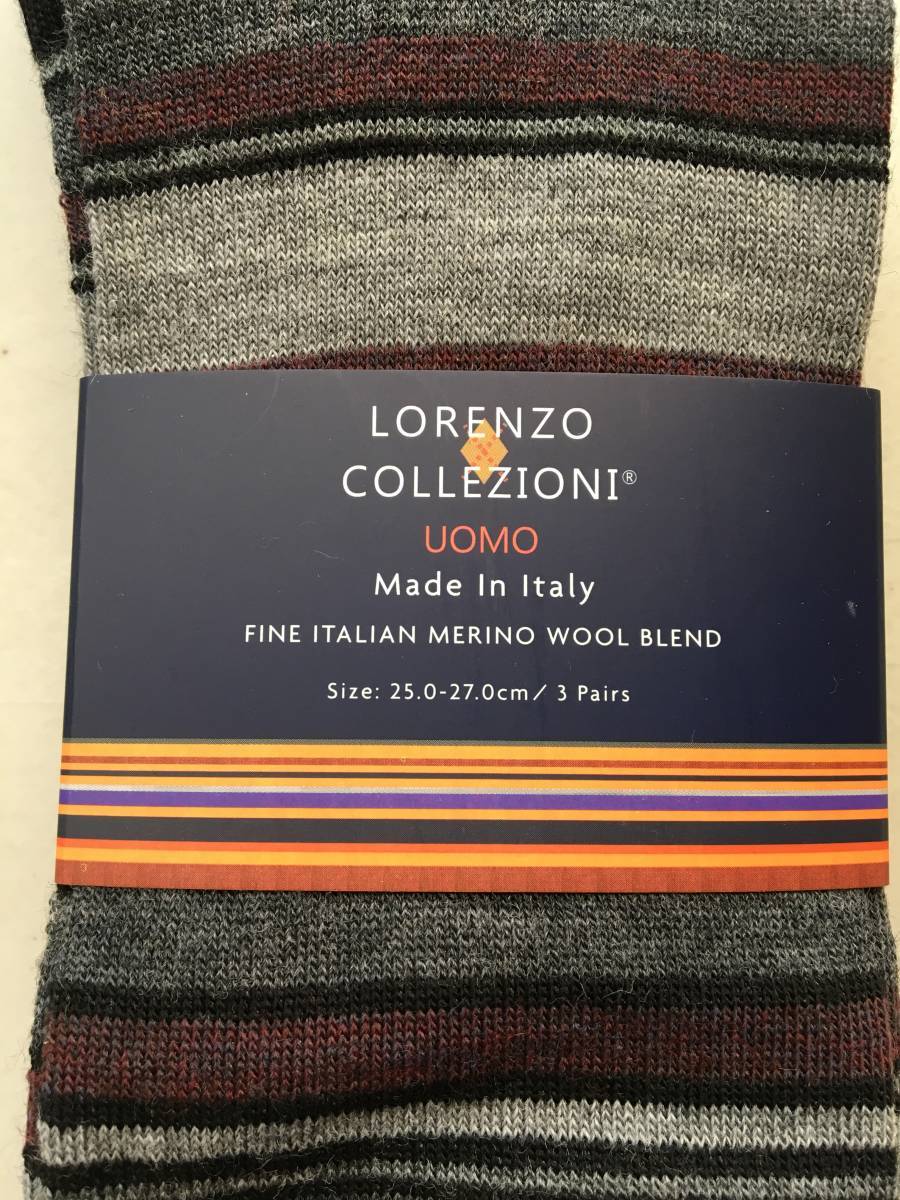 LORENZO
COLLEZIONI®
UOMO
Made In Italy
FINE ITALIAN MERINO WOOL BLEND
Size: 25.0-27.0cm/ 3 Pairs